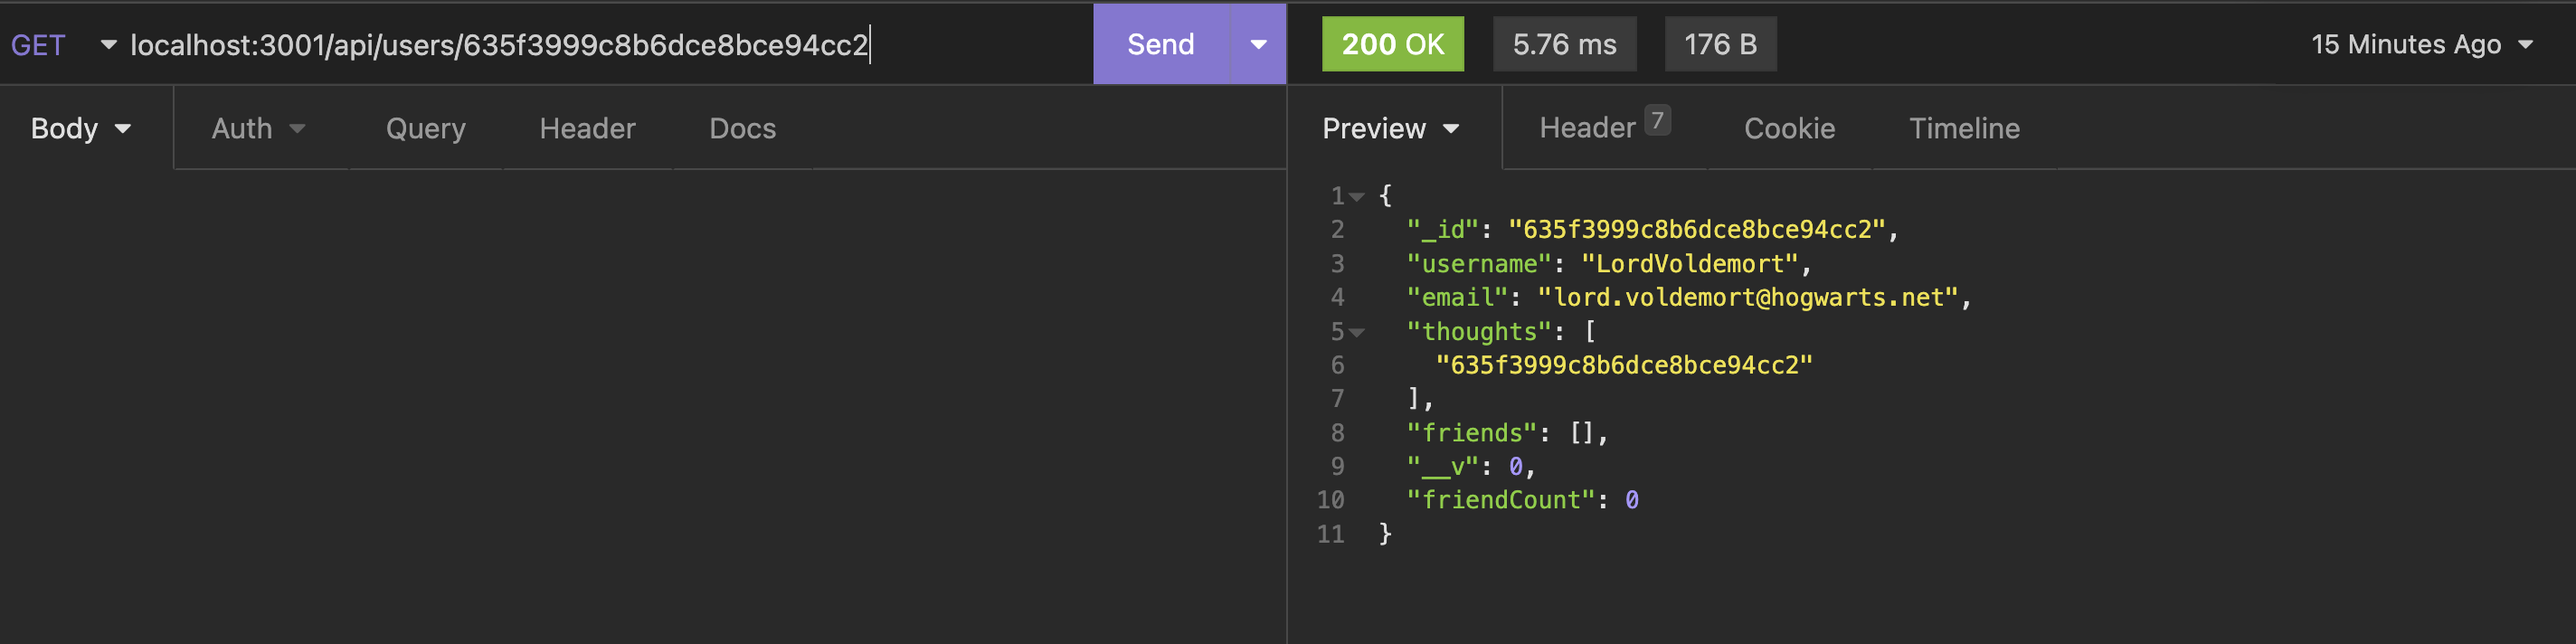 GET localhost:3001/api/users/635f3999c8b6dce8bce94cc2 Send 200 OK 5.76 ms 176 B 15 Minutes Ago
Body Auth Query Header Docs Preview Header 7 Cookie Timeline
1 {
2 "_id": "635f3999c8b6dce8bce94cc2",
3 "username": "LordVoldemort",
4 "email": "lord.voldemort@hogwarts.net",
5 "thoughts": [
6 "635f3999c8b6dce8bce94cc2"
7 ],
8 "friends": [],
9 "__v": 0,
10 "friendCount": 0
11 }